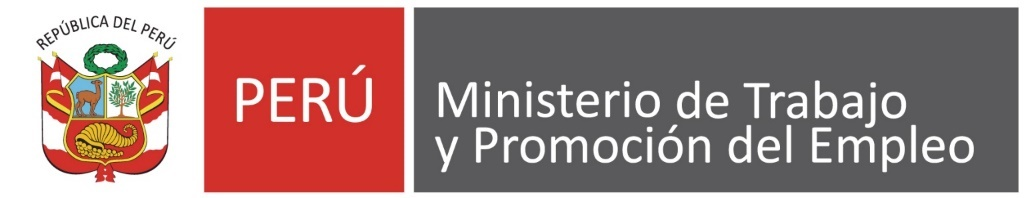 REPÚBLICA DEL PERÚ
PERÚ
Ministerio de Trabajo
y Promoción del Empleo